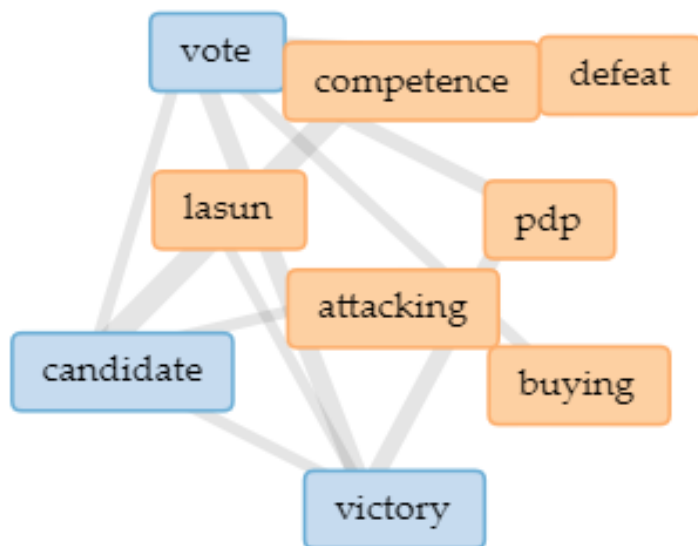 vote
competence
defeat
lasun
pdp
attacking
candidate
buying
victory